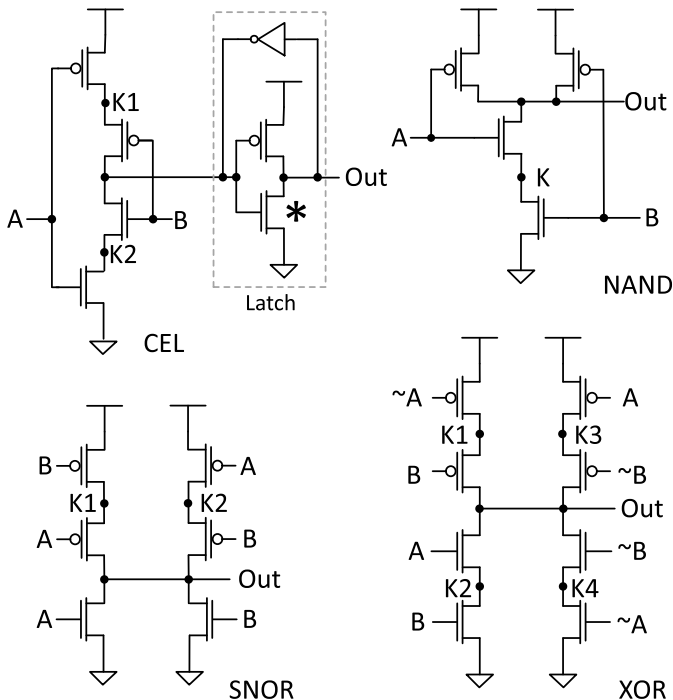 K1
A
B
K2
*
Out
Latch
CEL
A
Out
K
B
NAND
B
A
K1
K2
A
B
Out
A
B
SNOR
~A
A
K1
K3
B
~B
Out
A
~B
K2
K4
B
~A
XOR